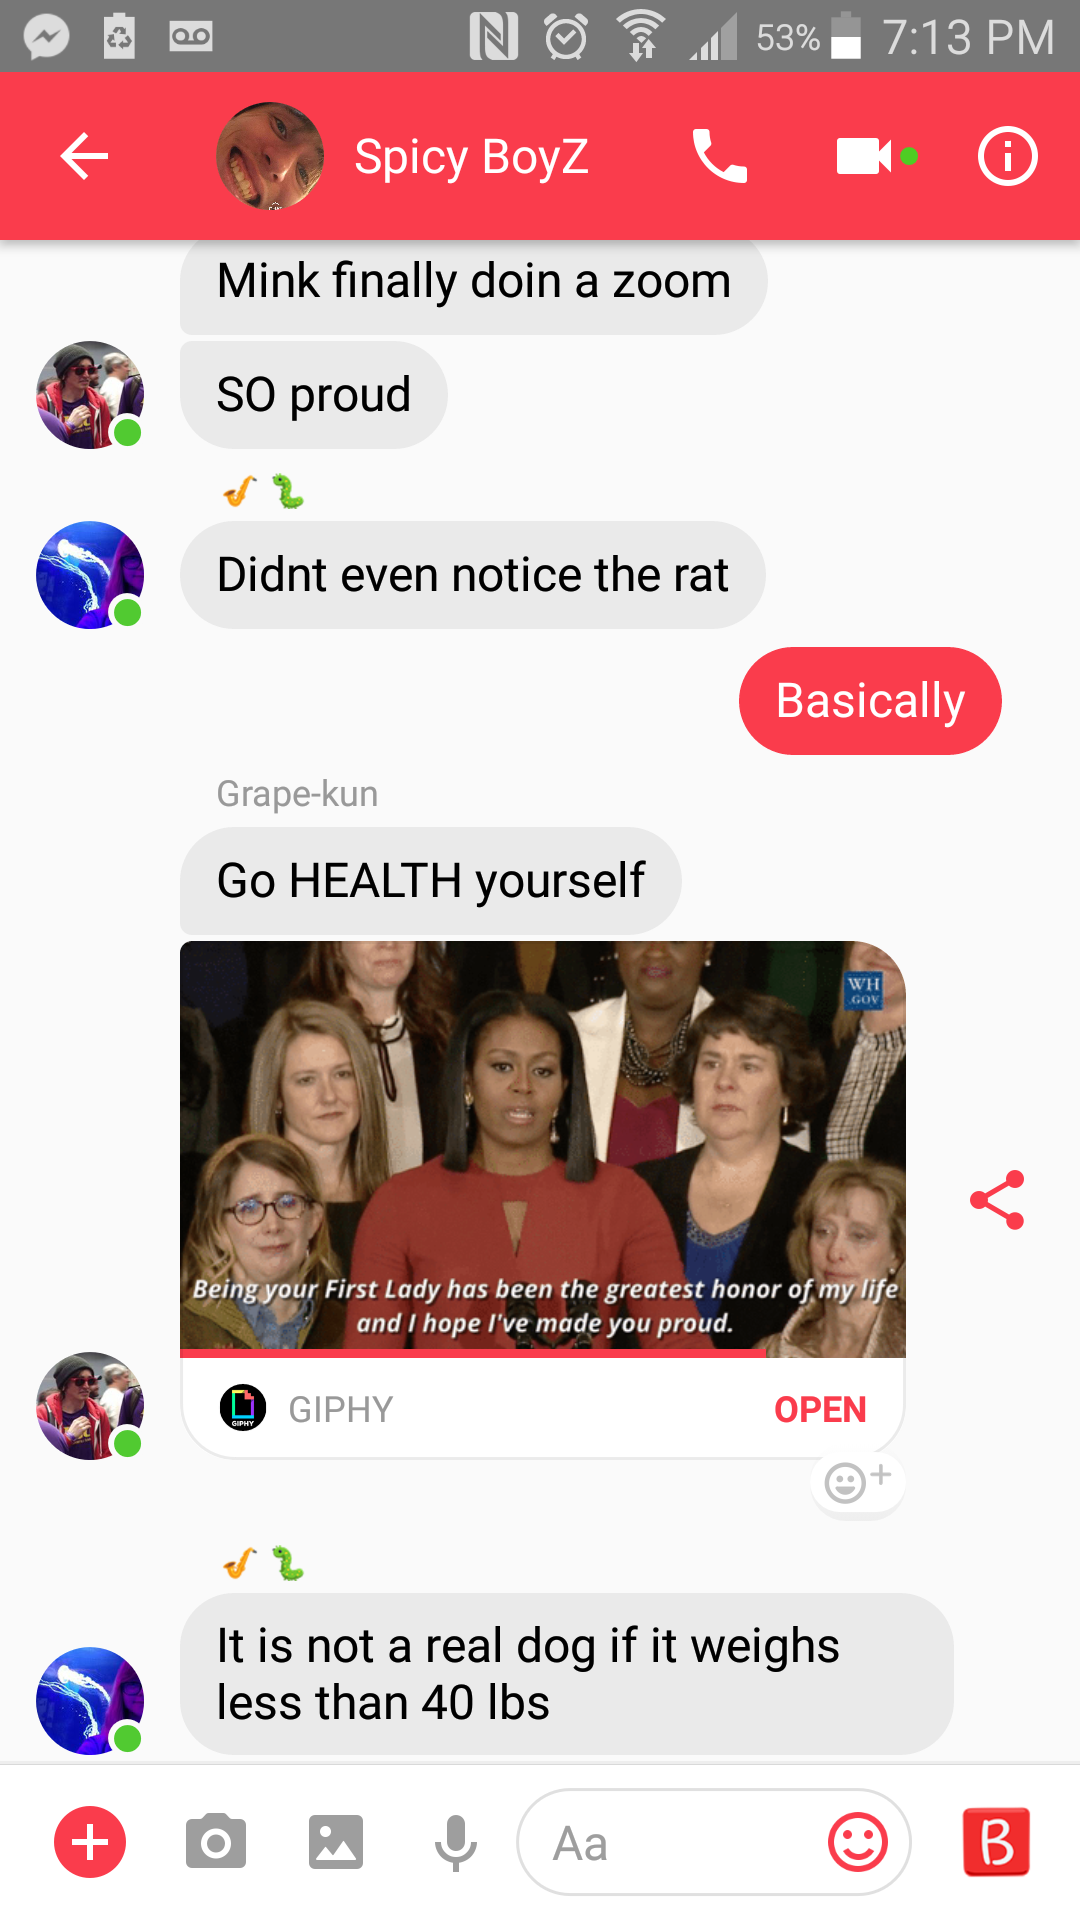 53% 7:13 PM
Spicy BoyZ
Mink finally doin a zoom
SO proud
🎷🐛
Didnt even notice the rat
Basically
Grape-kun
Go HEALTH yourself
WH
.GOV
Being your First Lady has been the greatest honor of my life
and I hope I've made you proud.
GIPHY
GIPHY
OPEN
🎷🐛
It is not a real dog if it weighs
less than 40 lbs
Aa
B